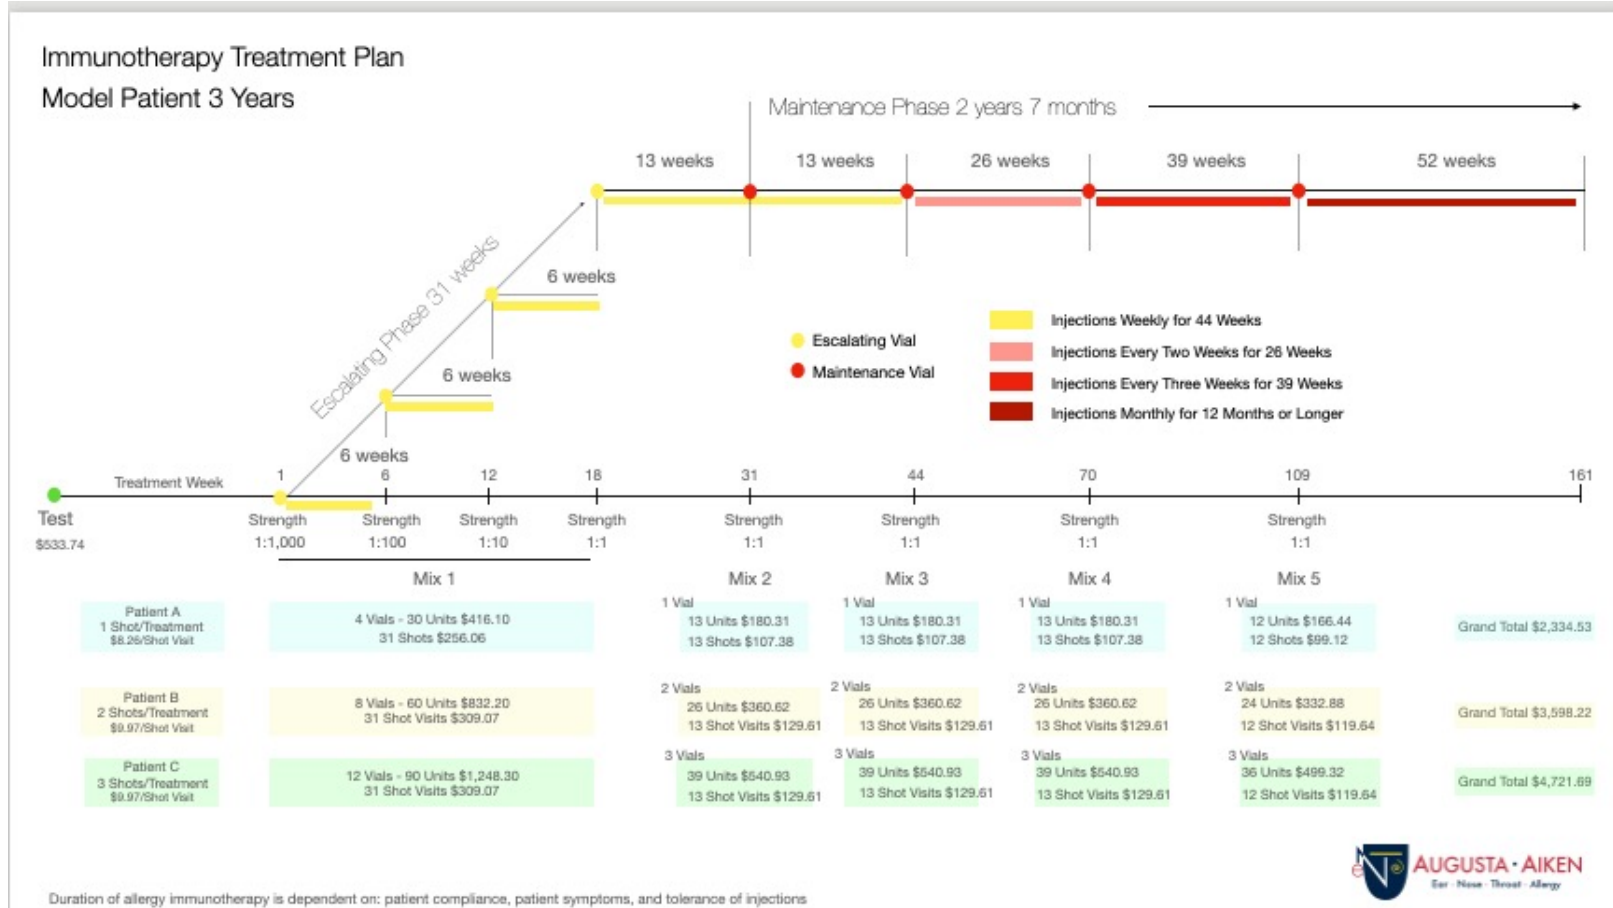 Immunotherapy Treatment Plan
Model Patient 3 Years
Maintenance Phase 2 years 7 months
13 weeks
13 weeks
26 weeks
39 weeks
52 weeks
Escalating Phase 31 weeks
6 weeks
6 weeks
6 weeks
Escalating Vial
Maintenance Vial
Injections Weekly for 44 Weeks
Injections Every Two Weeks for 26 Weeks
Injections Every Three Weeks for 39 Weeks
Injections Monthly for 12 Months or Longer
Treatment Week
1
6
12
18
31
44
70
109
161
Test
$533.74
Strength
1:1,000
Strength
1:100
Strength
1:10
Strength
1:1
Strength
1:1
Strength
1:1
Strength
1:1
Strength
1:1
Mix 1
Mix 2
Mix 3
Mix 4
Mix 5
Patient A
1 Shot/Treatment
$8.26/Shot Visit
4 Vials - 30 Units $416.10
31 Shots $256.06
1 Vial
13 Units $180.31
13 Shots $107.38
1 Vial
13 Units $180.31
13 Shots $107.38
1 Vial
13 Units $180.31
13 Shots $107.38
1 Vial
12 Units $166.44
12 Shots $99.12
Grand Total $2,334.53
Patient B
2 Shots/Treatment
$9.97/Shot Visit
8 Vials - 60 Units $832.20
31 Shot Visits $309.07
2 Vials
26 Units $360.62
13 Shot Visits $129.61
2 Vials
26 Units $360.62
13 Shot Visits $129.61
2 Vials
26 Units $360.62
13 Shot Visits $129.61
2 Vials
24 Units $332.88
12 Shot Visits $119.64
Grand Total $3,598.22
Patient C
3 Shots/Treatment
$9.97/Shot Visit
12 Vials - 90 Units $1,248.30
31 Shot Visits $309.07
3 Vials
39 Units $540.93
13 Shot Visits $129.61
3 Vials
39 Units $540.93
13 Shot Visits $129.61
3 Vials
39 Units $540.93
13 Shot Visits $129.61
3 Vials
36 Units $499.32
12 Shot Visits $119.64
Grand Total $4,721.69
AUGUSTA · AIKEN
Ear · Nose · Throat · Allergy
Duration of allergy immunotherapy is dependent on: patient compliance, patient symptoms, and tolerance of injections